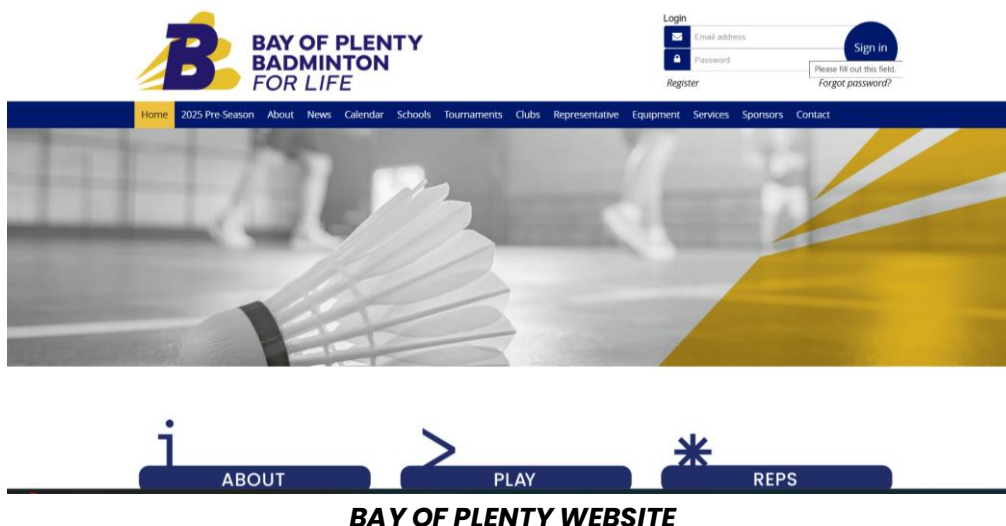 BAY OF PLENTY
BADMINTON
FOR LIFE
Login
Email address
Password
Sign in
Please fill out this field.
Register
Forgot password?
Home 2025 Pre-Season About News Calendar Schools Tournaments Clubs Representative Equipment Services Sponsors Contact
i > *
ABOUT PLAY REPS
BAY OF PLENTY WEBSITE